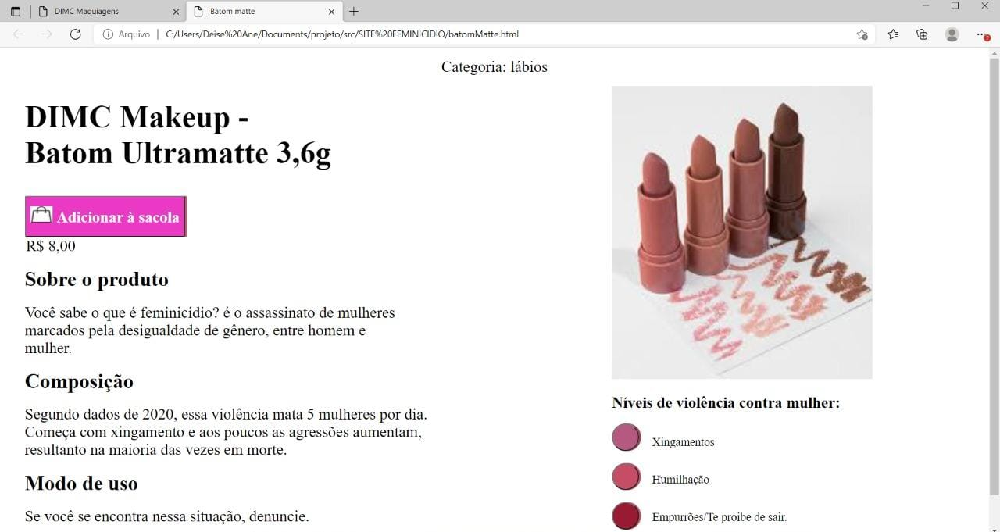 DIMC Maquiagens
Batom matte
Arquivo | C:/Users/Deise%20Ane/Documents/projeto/src/SITE%20FEMINICIDIO/batomMatte.html
Categoria: lábios
DIMC Makeup -
Batom Ultramatte 3,6g
Adicionar à sacola
R$ 8,00
Sobre o produto
Você sabe o que é feminicídio? é o assassinato de mulheres
marcados pela desigualdade de gênero, entre homem e
mulher.
Composição
Segundo dados de 2020, essa violência mata 5 mulheres por dia.
Começa com xingamento e aos poucos as agressões aumentam,
resultanto na maioria das vezes em morte.
Modo de uso
Se você se encontra nessa situação, denuncie.
Níveis de violência contra mulher:
Xingamentos
Humilhação
Empurrões/Te proibe de sair.